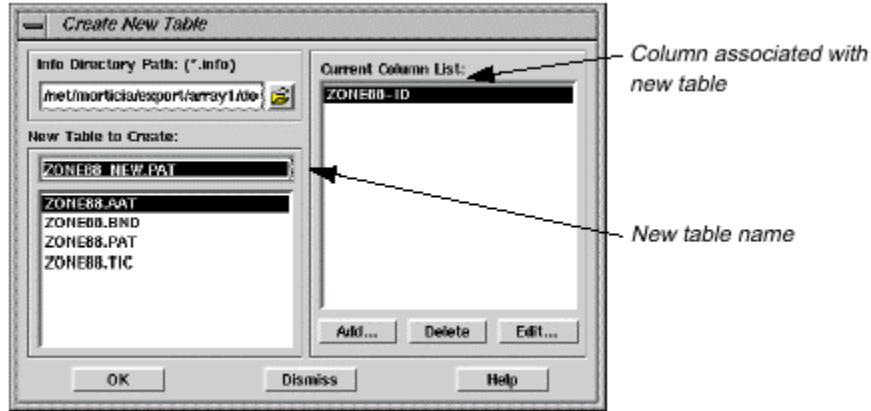 Create New Table
Info Directory Path: (*.info)
/net/morticia/export/array1/do
New Table to Create:
ZONE88_NEW.PAT
ZONE88.AAT
ZONE88.BND
ZONE88.PAT
ZONE88.TIC
Current Column List:
ZONE88-ID
Add...
Delete
Edit...
OK
Dismiss
Help
Column associated with
new table
New table name